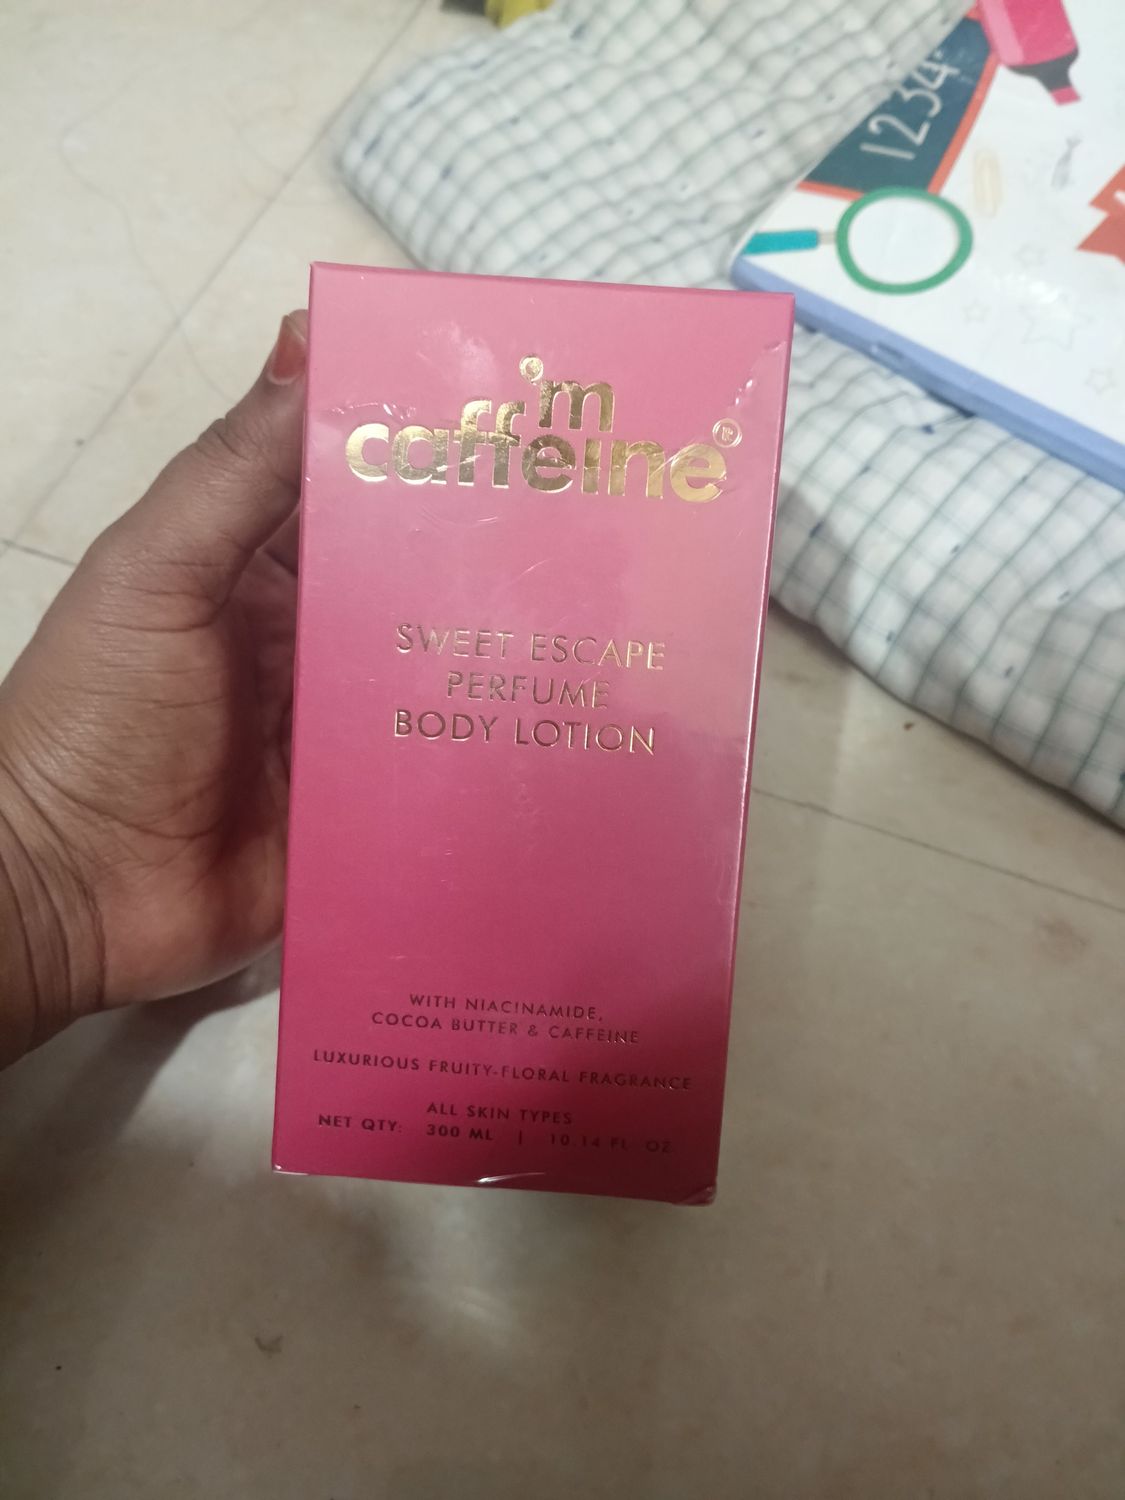 1234
'm
caffeine®
SWEET ESCAPE
PERFUME
BODY LOTION
WITH NIACINAMIDE,
COCOA BUTTER & CAFFEINE
LUXURIOUS FRUITY-FLORAL FRAGRANCE
ALL SKIN TYPES
NET QTY: 300 ML | 10.14 FL OZ